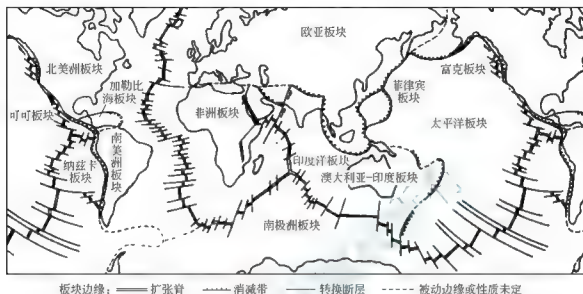 欧亚板块
北美洲板块
加勒比
海板块
菲律宾
板块
富克板块
可可板块
非洲板块
太平洋板块
纳兹卡
板块
南美洲板块
印度洋板块
澳大利亚-印度板块
南极洲板块
板块边缘： 扩张脊 消减带 转换断层 被动边缘或性质未定